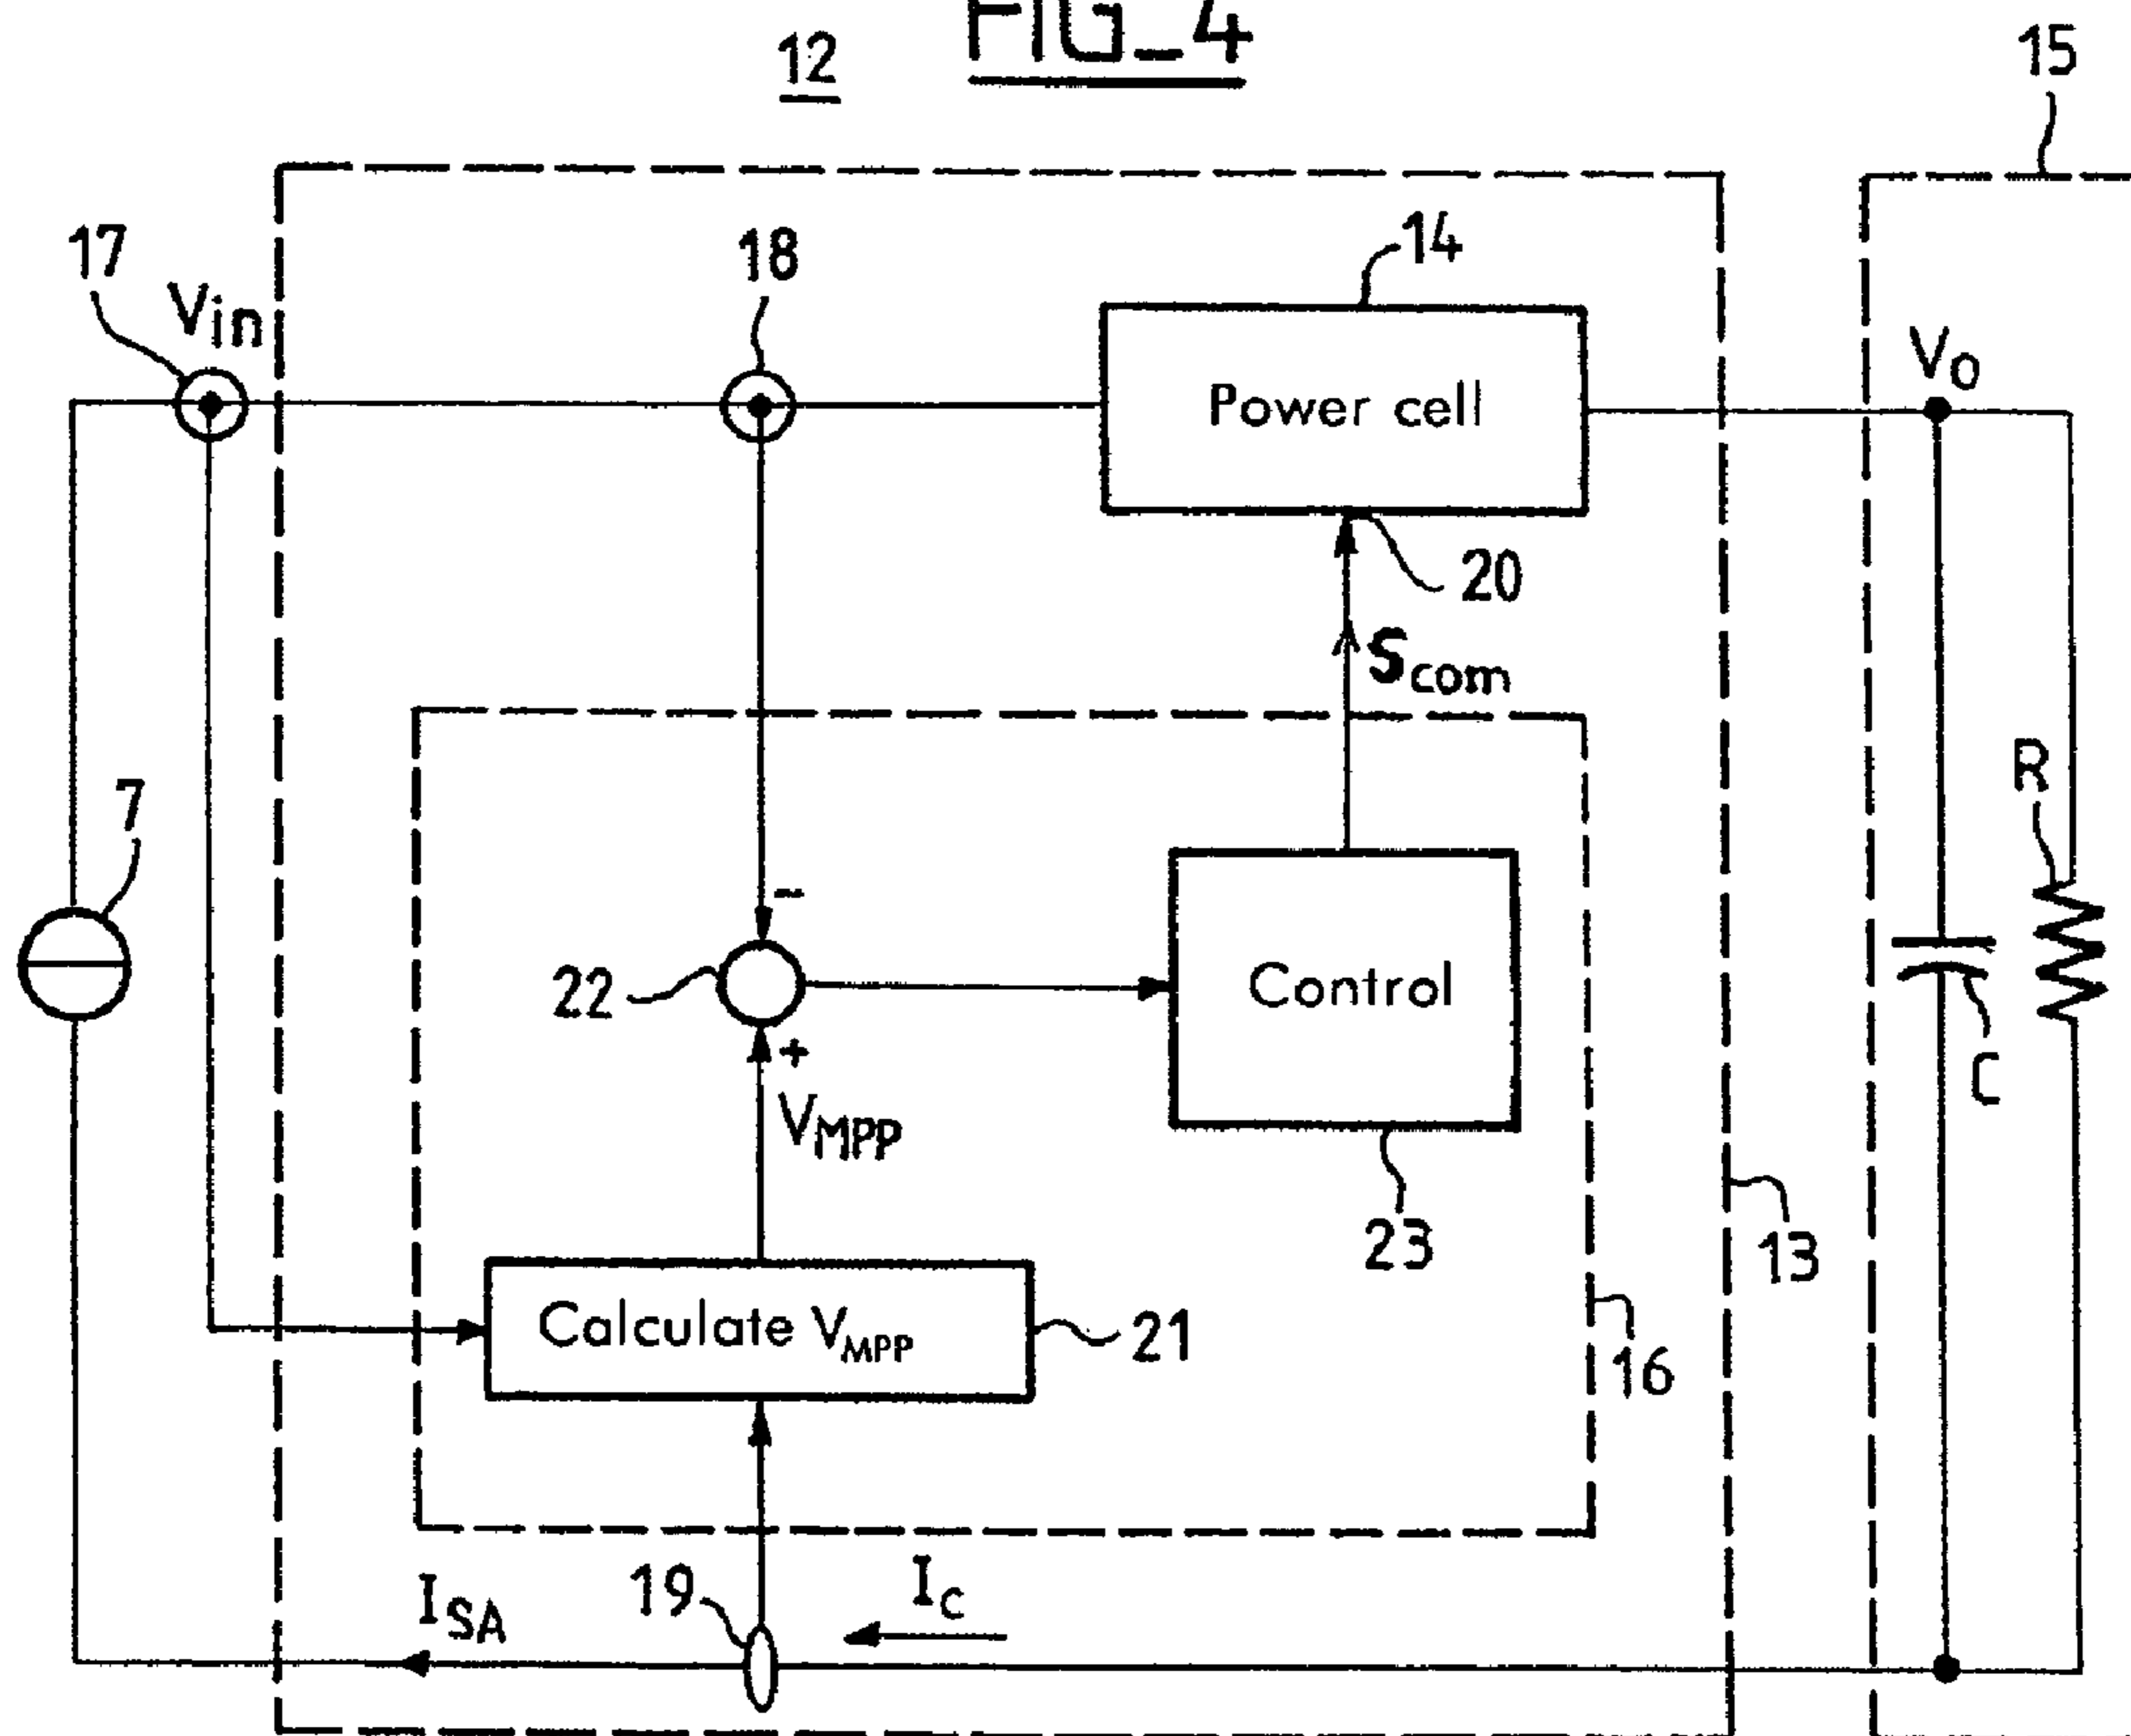 FIG_4
12
15
17
Vin
18
14
Power cell
Vo
20
Scom
7
R
-
22
Control
+
VMPP
C
23
13
Calculate VMPP
21
16
19
Ic
ISA